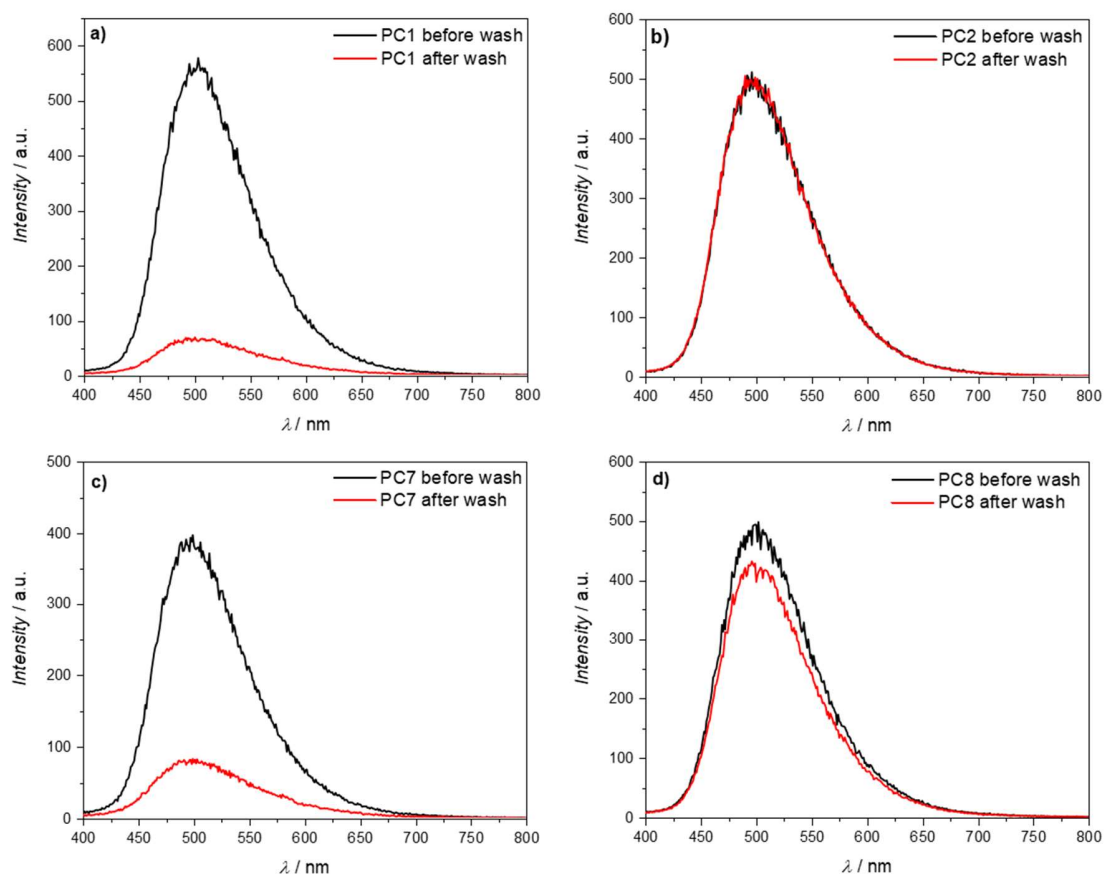 a)
PC1 before wash
PC1 after wash
600
500
400
300
200
100
0
Intensity / a.u.
400 450 500 550 600 650 700 750 800
λ / nm
b)
PC2 before wash
PC2 after wash
600
500
400
300
200
100
0
Intensity / a.u.
400 450 500 550 600 650 700 750 800
λ / nm
c)
PC7 before wash
PC7 after wash
500
400
300
200
100
0
Intensity / a.u.
400 450 500 550 600 650 700 750 800
λ / nm
d)
PC8 before wash
PC8 after wash
600
500
400
300
200
100
0
Intensity / a.u.
400 450 500 550 600 650 700 750 800
λ / nm